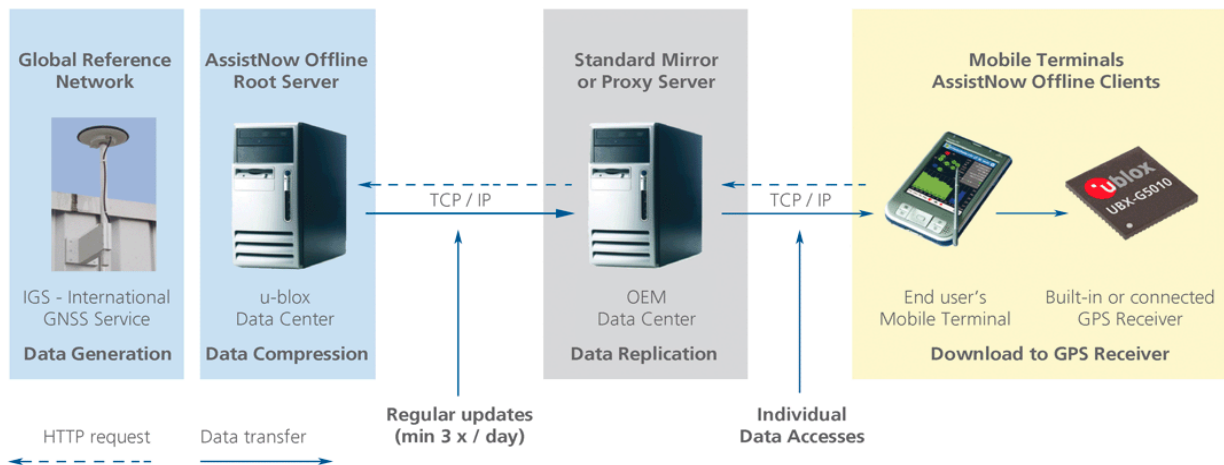 Global Reference
Network
IGS - International
GNSS Service
Data Generation
AssistNow Offline
Root Server
u-blox
Data Center
Data Compression
TCP / IP
Regular updates
(min 3 x / day)
Standard Mirror
or Proxy Server
OEM
Data Center
Data Replication
TCP / IP
Individual
Data Accesses
Mobile Terminals
AssistNow Offline Clients
End user's
Mobile Terminal
ublox
UBX-G5010
Built-in or connected
GPS Receiver
Download to GPS Receiver
HTTP request
Data transfer